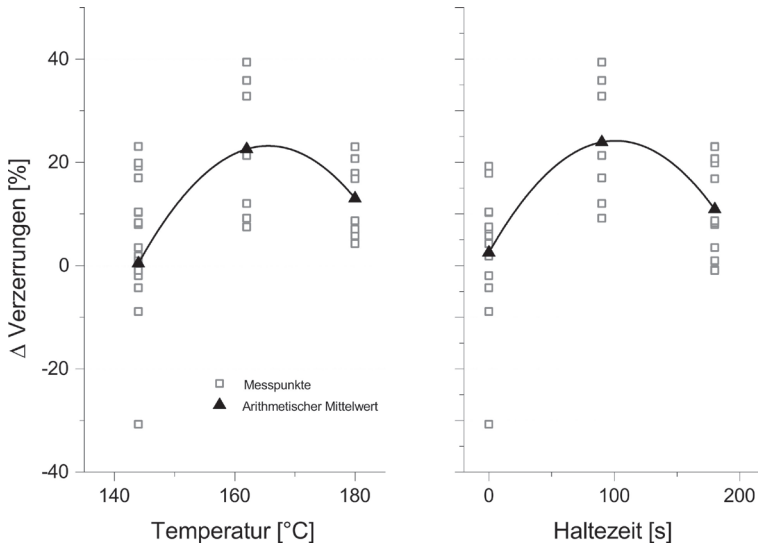 Δ Verzerrungen [%]
40
20
0
-20
-40
140
160
180
Temperatur [°C]
Messpunkte
Arithmetischer Mittelwert
0
100
200
Haltezeit [s]